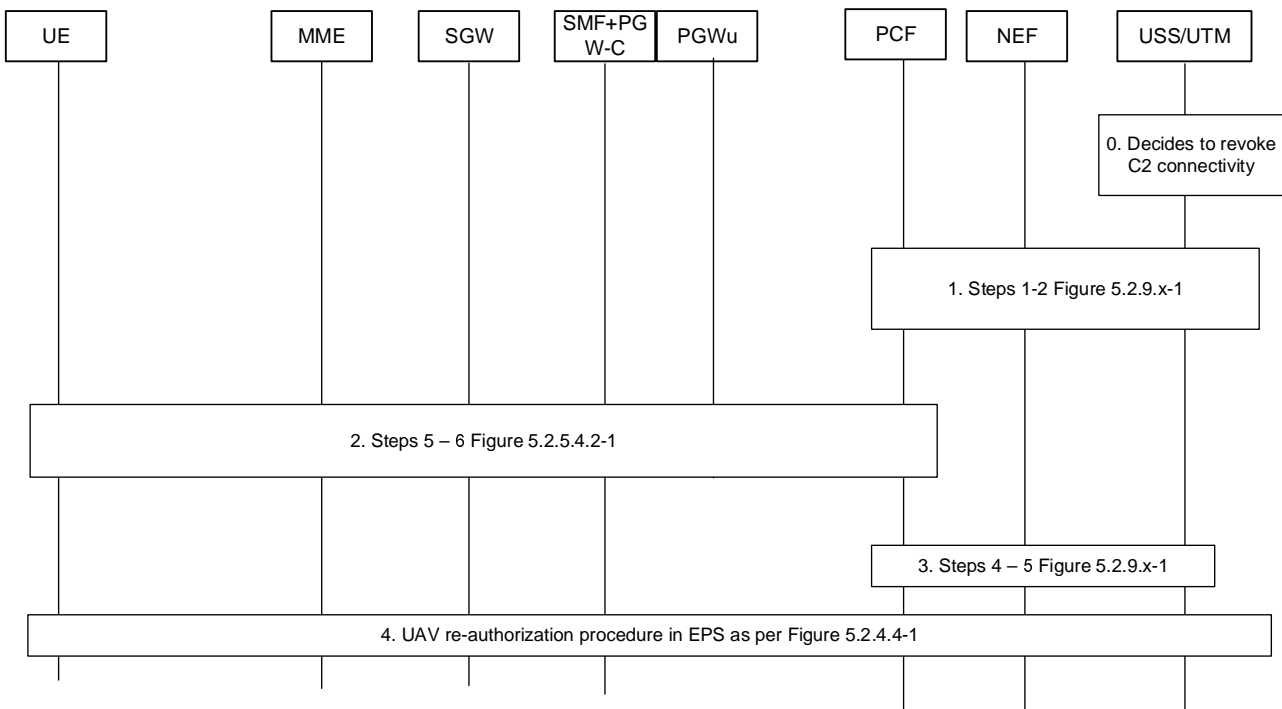 UE
MME
SGW
SMF+PG
W-C
PGWu
PCF
NEF
USS/UTM
0. Decides to revoke
C2 connectivity
1. Steps 1-2 Figure 5.2.9.x-1
2. Steps 5 – 6 Figure 5.2.5.4.2-1
3. Steps 4 – 5 Figure 5.2.9.x-1
4. UAV re-authorization procedure in EPS as per Figure 5.2.4.4-1